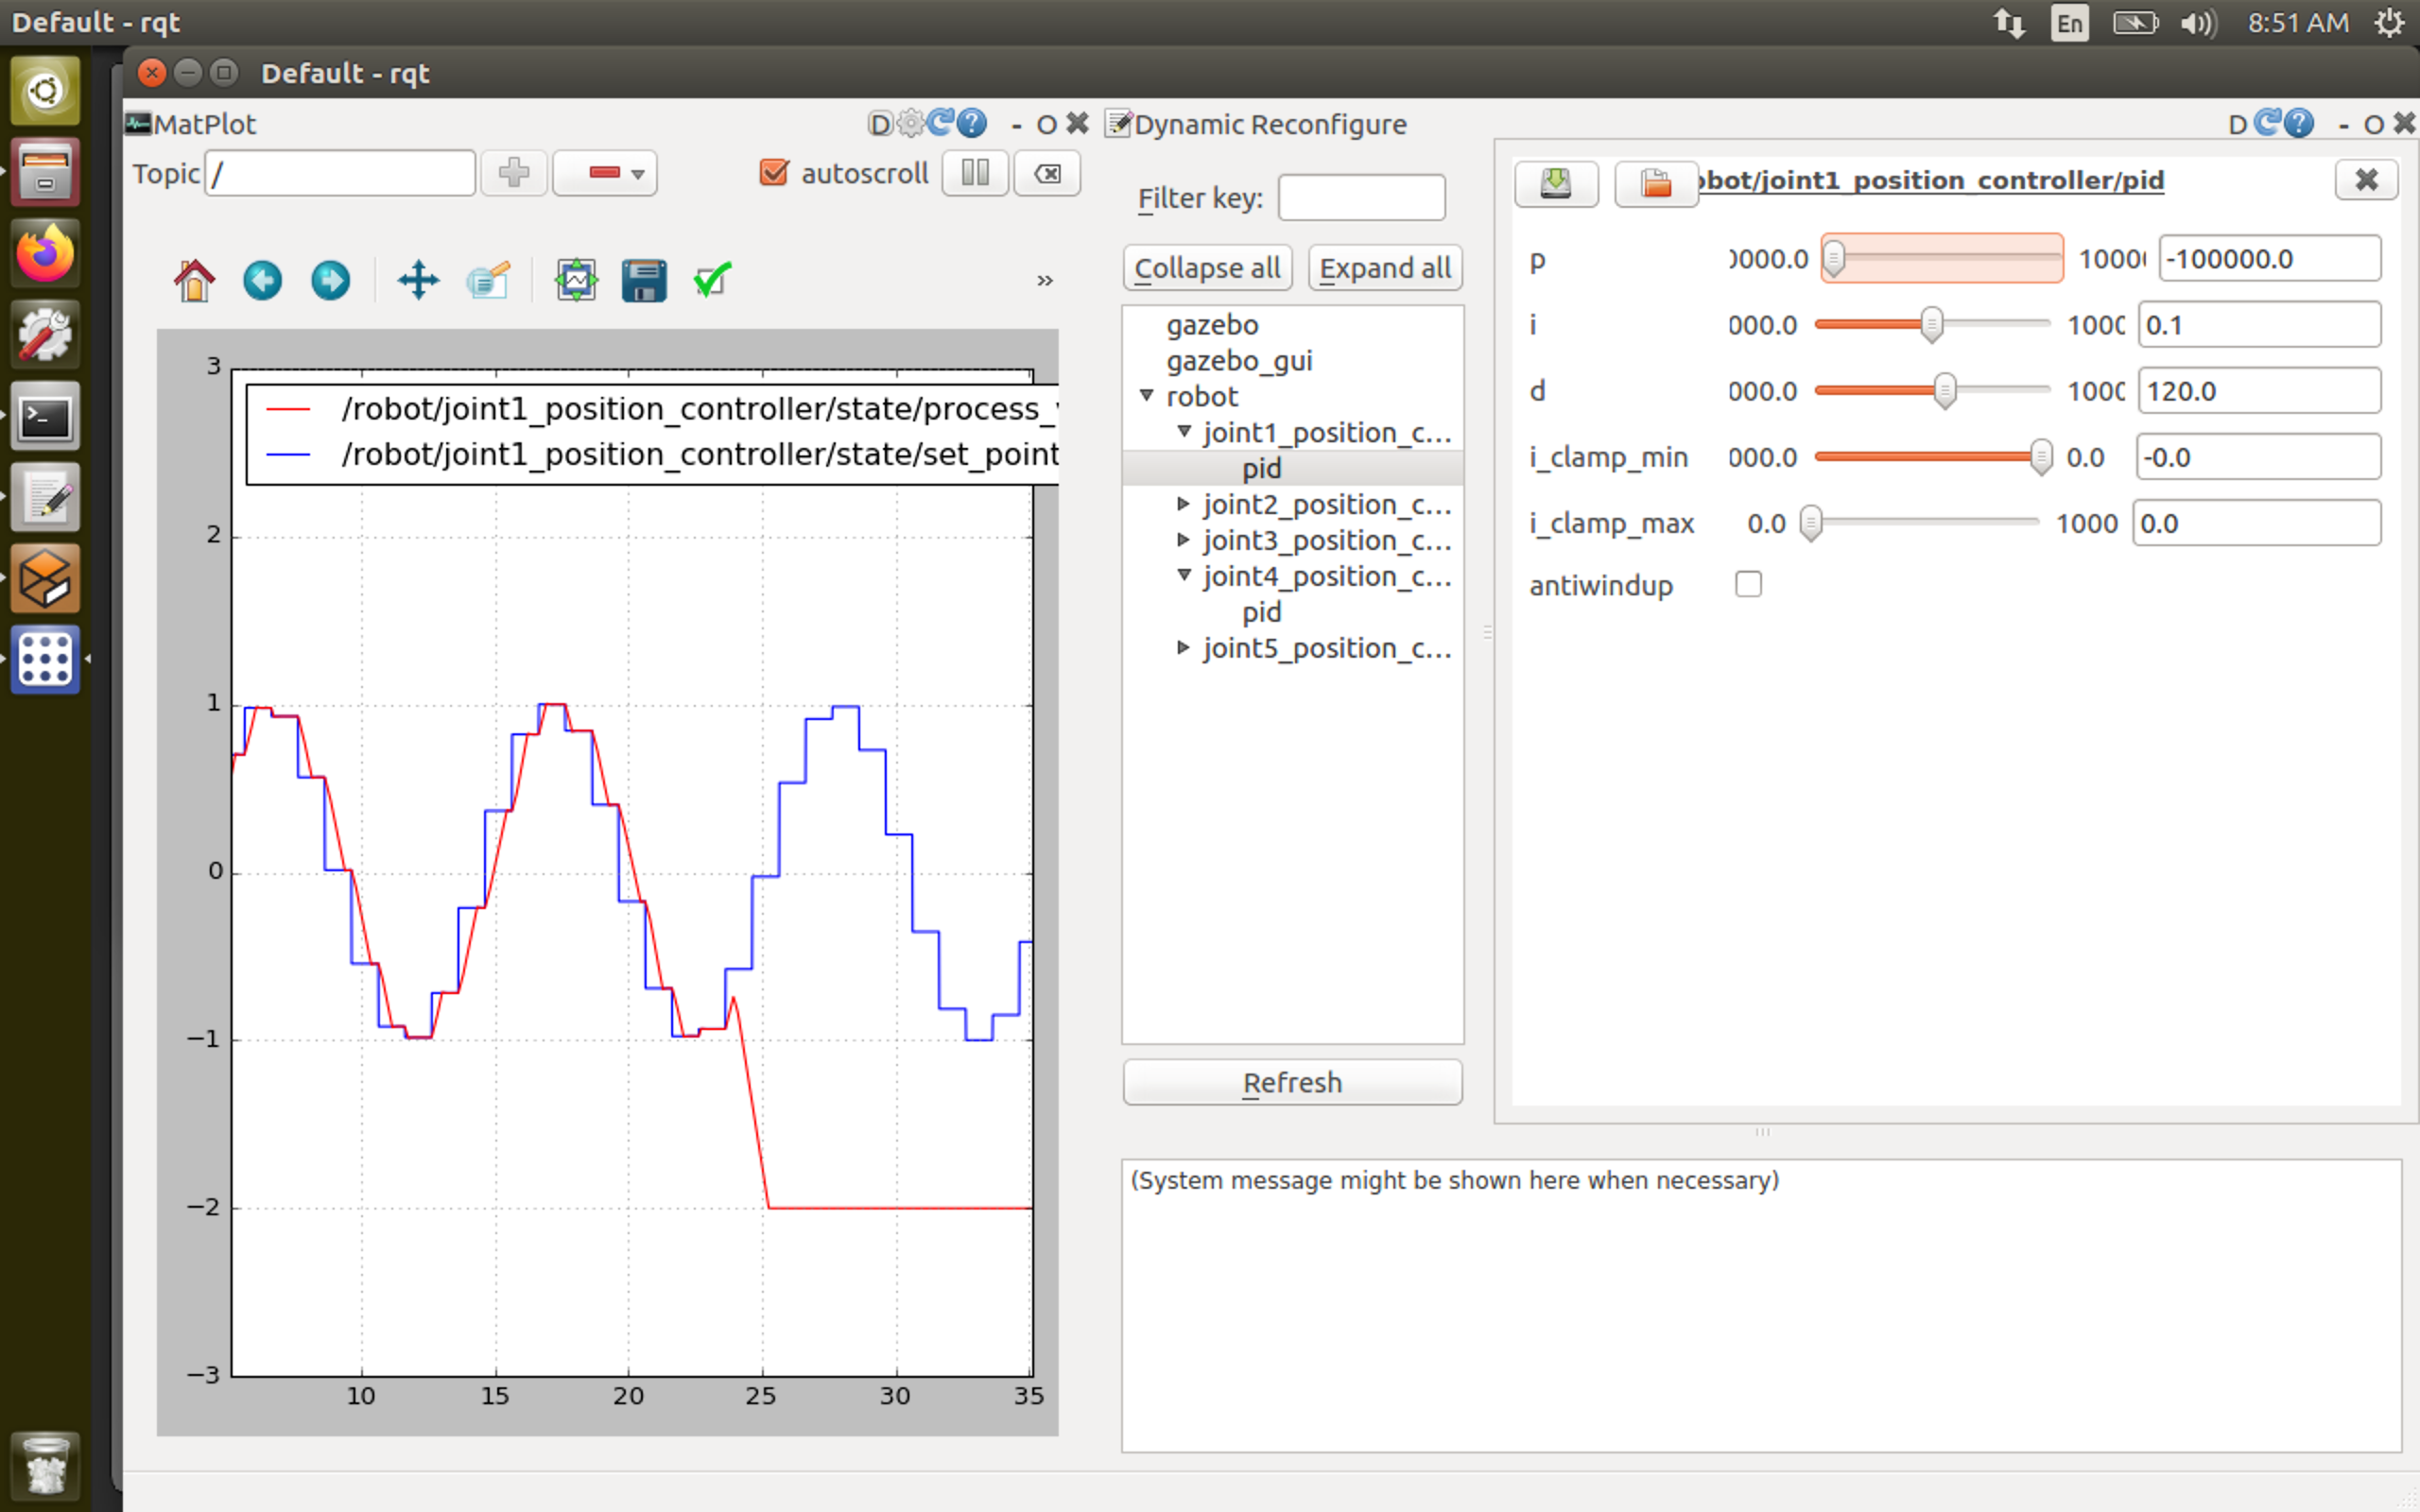 Default - rqt
En
8:51 AM
Default - rqt
MatPlot
D
- O
Dynamic Reconfigure
D
- O
Topic
/
autoscroll
Filter key:
Collapse all
Expand all
»
3
2
1
0
−1
−2
−3
10
15
20
25
30
35
/robot/joint1_position_controller/state/process_
/robot/joint1_position_controller/state/set_point
gazebo
gazebo_gui
robot
joint1_position_c...
pid
joint2_position_c...
joint3_position_c...
joint4_position_c...
pid
joint5_position_c...
Refresh
obot/joint1_position_controller/pid
p 0000.0 1000 -100000.0
i 000.0 100 0.1
d 000.0 100 120.0
i_clamp_min 000.0 0.0 -0.0
i_clamp_max 0.0 1000 0.0
antiwindup
(System message might be shown here when necessary)